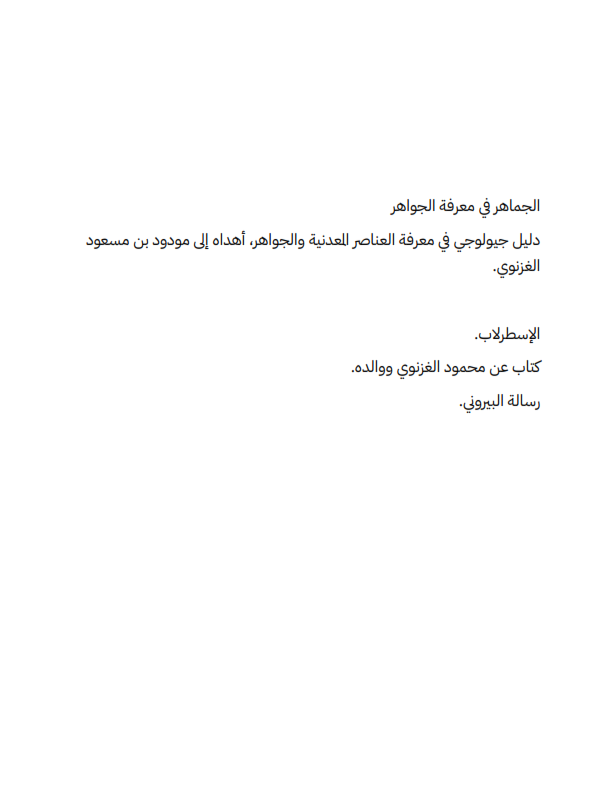 الجماهر في معرفة الجواهر
دليل جيولوجي في معرفة العناصر المعدنية والجواهر، أهداه إلى مودود بن مسعود
الغزنوي.
الإسطرلاب.
كتاب عن محمود الغزنوي ووالده.
رسالة البيروني.